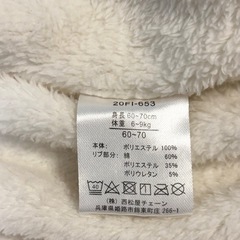 20FI-653
身長 60~70cm
体重 6~9kg
60~70
本体: ポリエステル 100%
リブ部分: 綿 60%
ポリエステル 35%
ポリウレタン 5%
40
(株) 西松屋チェーン
兵庫県姫路市飾東町庄 266-1